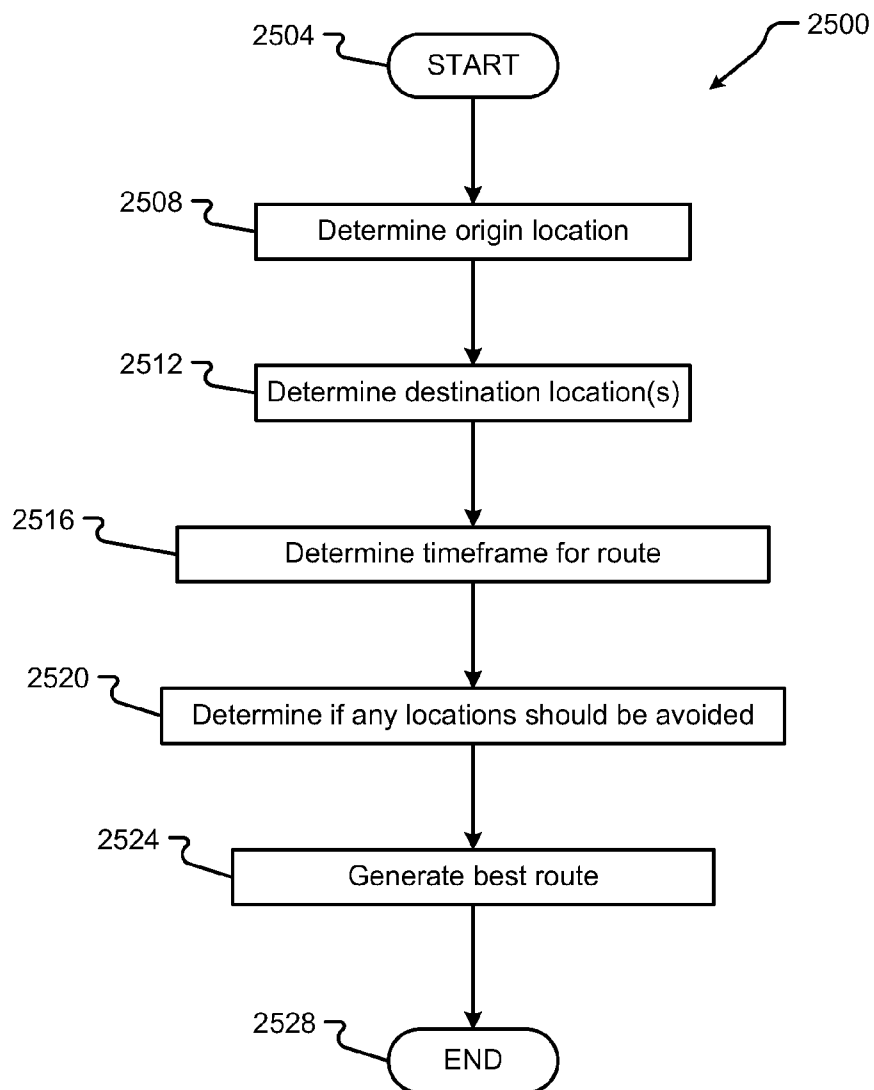 2500
2504
START
2508
Determine origin location
2512
Determine destination location(s)
2516
Determine timeframe for route
2520
Determine if any locations should be avoided
2524
Generate best route
2528
END